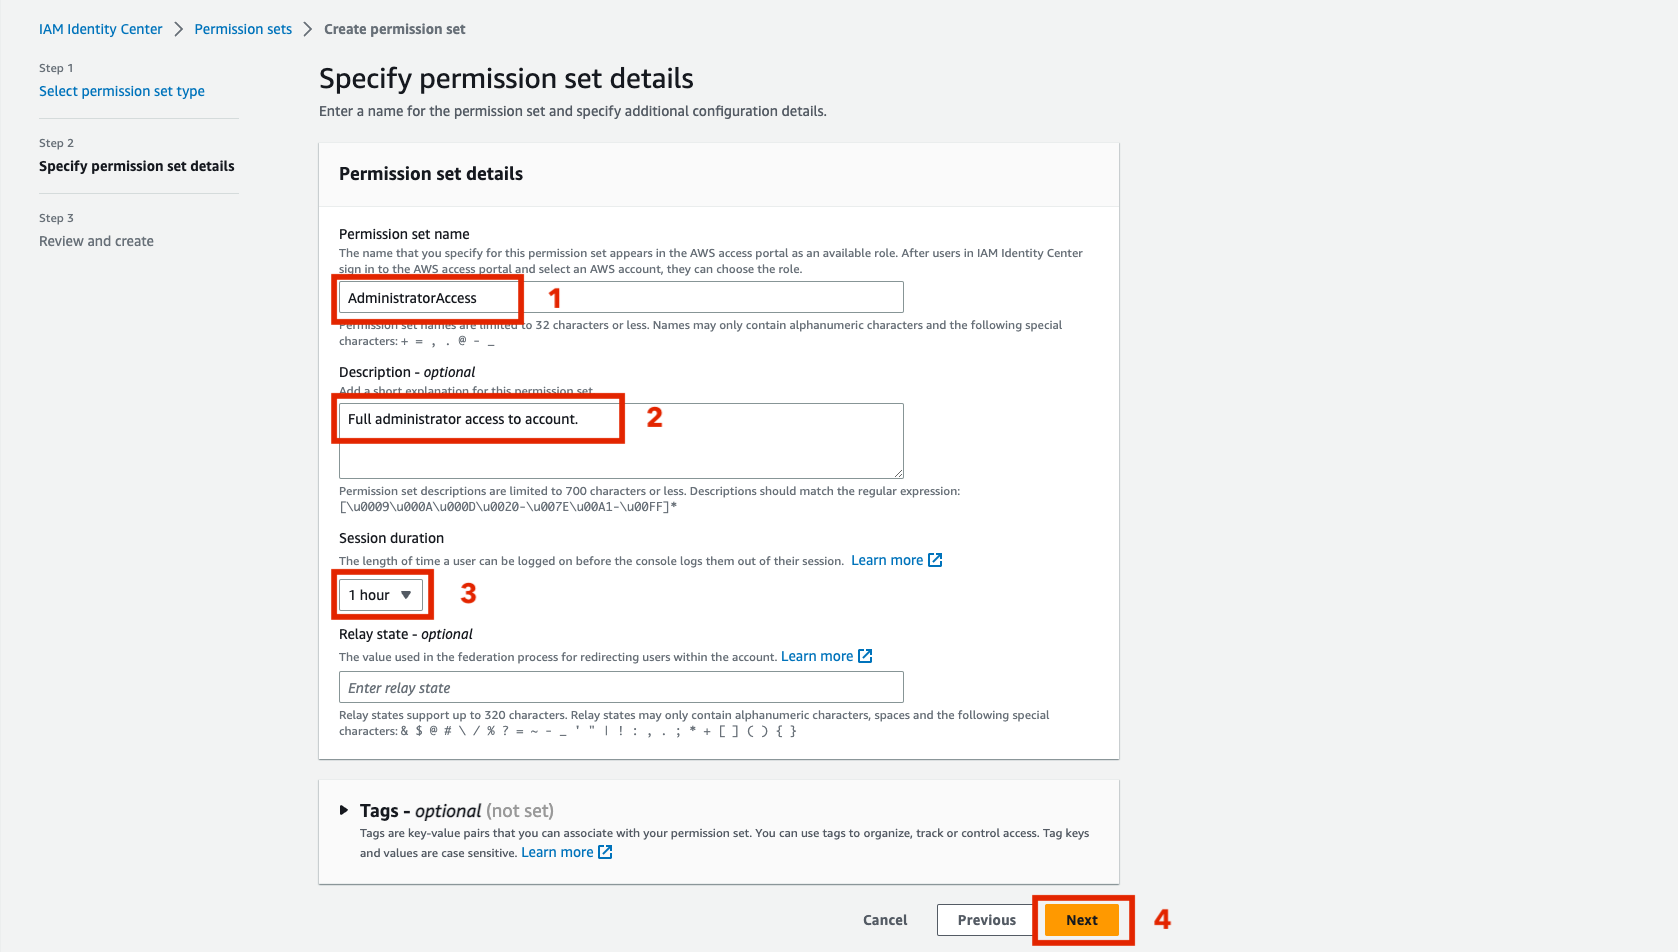 IAM Identity Center > Permission sets > Create permission set
Step 1
Select permission set type
Step 2
Specify permission set details
Step 3
Review and create
Specify permission set details
Enter a name for the permission set and specify additional configuration details.
Permission set details
Permission set name
The name that you specify for this permission set appears in the AWS access portal as an available role. After users in IAM Identity Center
sign in to the AWS access portal and select an AWS account, they can choose the role.
AdministratorAccess 1
Permission set names are limited to 32 characters or less. Names may only contain alphanumeric characters and the following special
characters: + = , . @ - _
Description - optional
Add a short explanation for this permission set.
Full administrator access to account. 2
Permission set descriptions are limited to 700 characters or less. Descriptions should match the regular expression:
[\u0009\u000A\u000D\u0020-\u007E\u00A1-\u00FF]*
Session duration
The length of time a user can be logged on before the console logs them out of their session. Learn more
1 hour 3
Relay state - optional
The value used in the federation process for redirecting users within the account. Learn more
Enter relay state
Relay states support up to 320 characters. Relay states may only contain alphanumeric characters, spaces and the following special
characters: & $ @ # \ / % ? = ~ - _ ' " | ! : , . ; * + [ ] ( ) { }
Tags - optional (not set)
Tags are key-value pairs that you can associate with your permission set. You can use tags to organize, track or control access. Tag keys
and values are case sensitive. Learn more
Cancel Previous Next 4